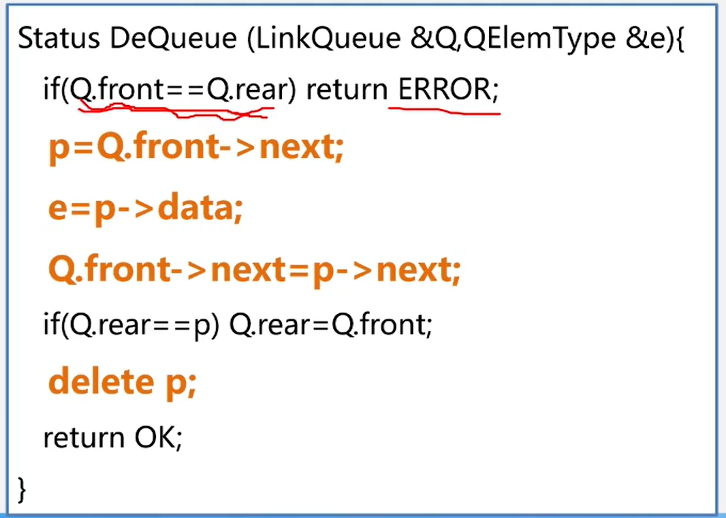 Status DeQueue (LinkQueue &Q,QElemType &e){
if(Q.front==Q.rear) return ERROR;
p=Q.front->next;
e=p->data;
Q.front->next=p->next;
if(Q.rear==p) Q.rear=Q.front;
delete p;
return OK;
}